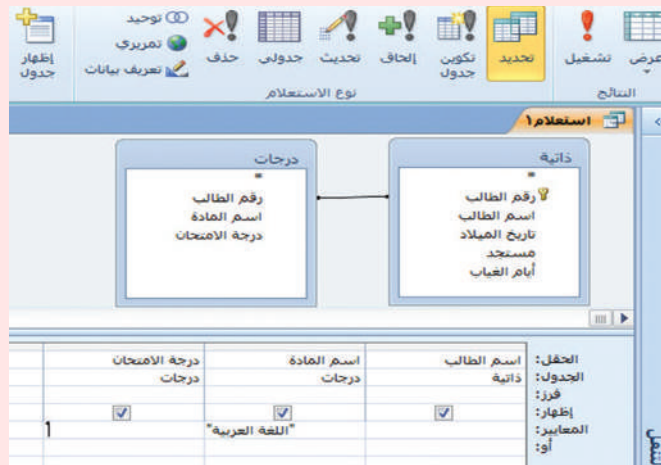 توحيد
تمريري
تعريف بيانات
إظهار جدول
حذف
جدولي
تحديث
إلحاق
تكوين جدول
تحديد
تشغيل
عرض
نوع الاستعلام
النتائج
استعلام١
ذاتية
*
رقم الطالب
اسم الطالب
تاريخ الميلاد
مستجد
أيام الغياب
درجات
*
رقم الطالب
اسم المادة
درجة الامتحان
الحقل: اسم الطالب اسم المادة درجة الامتحان
الجدول: ذاتية درجات درجات
فرز:
إظهار:
المعايير: "اللغة العربية" ١
أو: